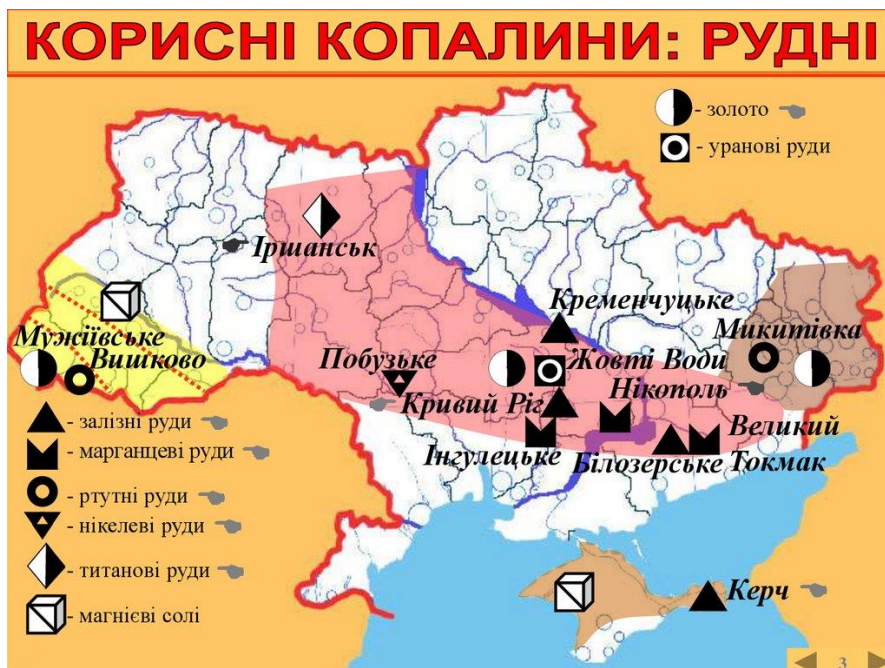 КОРИСНІ КОПАЛИНИ: РУДНІ
- золото
- уранові руди
Іршанськ
Кременчуцьке
Мужіївське
Микитівка
Вишково
Побузьке
Жовті Води
Нікополь
Кривий Ріг
- залізні руди
Великий
- марганцеві руди
Інгулецьке
Білозерське Токмак
- ртутні руди
- нікелеві руди
- титанові руди
- магнієві солі
Керч
3